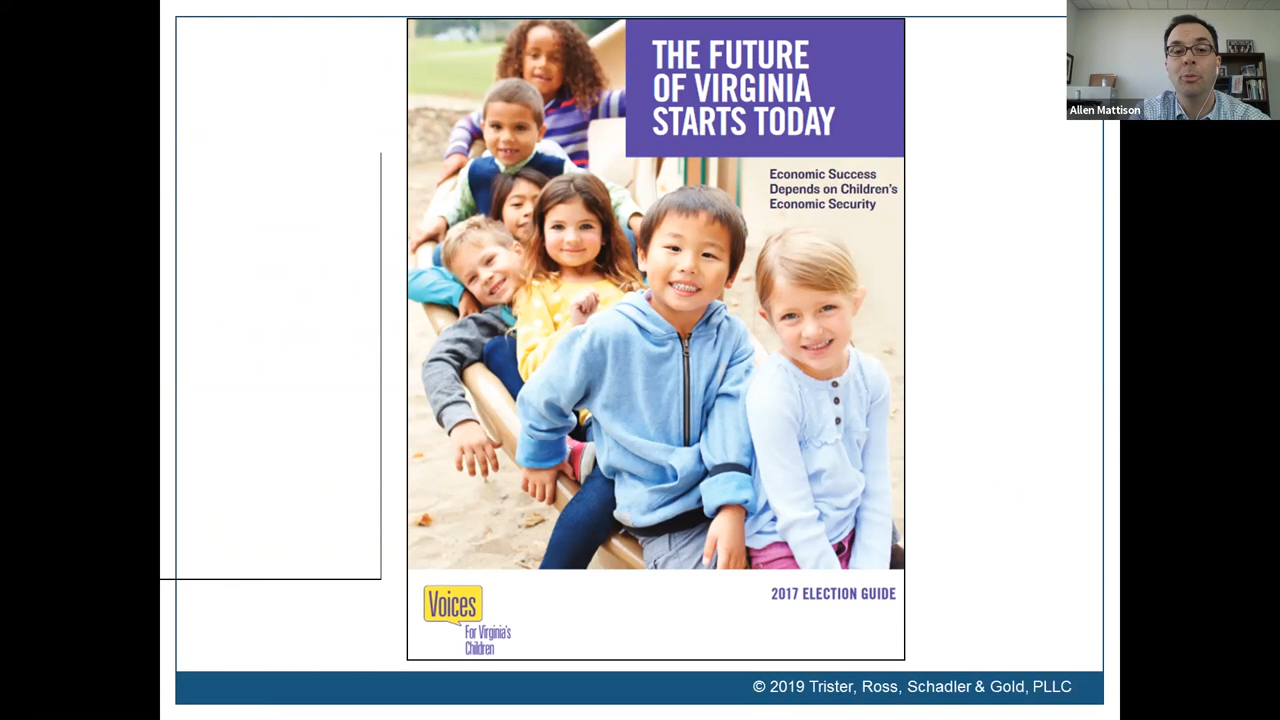 THE FUTURE
OF VIRGINIA
STARTS TODAY
Economic Success
Depends on Children's
Economic Security
Allen Mattison
2017 ELECTION GUIDE
Voices
For Virginia's
Children
© 2019 Trister, Ross, Schadler & Gold, PLLC